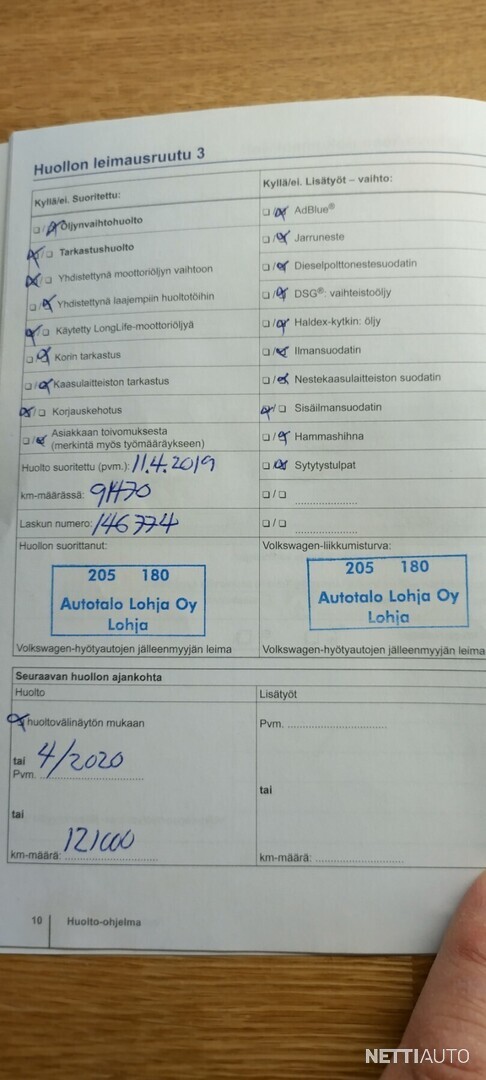 Huollon leimausruutu 3
Kyllä/ei. Suoritettu:
☐/☒ Öljynvaihtohuolto
☒/☐ Tarkastushuolto
☒/☐ Yhdistettynä moottoriöljyn vaihtoon
☐/☒ Yhdistettynä laajempiin huoltotöihin
☒/☐ Käytetty LongLife-moottoriöljyä
☐/☒ Korin tarkastus
☐/☒ Kaasulaitteiston tarkastus
☒/☐ Korjauskehotus
☐/☒ Asiakkaan toivomuksesta
(merkintä myös työmääräykseen)
Huolto suoritettu (pvm.): 11.4.2019
km-määrässä: 91470
Laskun numero: 146774
Huollon suorittanut:
205 180
Autotalo Lohja Oy
Lohja
Volkswagen-hyötyautojen jälleenmyyjän leima
Kyllä/ei. Lisätyöt – vaihto:
☐/☒ AdBlue®
☐/☒ Jarruneste
☐/☒ Dieselpolttonestesuodatin
☐/☒ DSG®: vaihteistoöljy
☐/☒ Haldex-kytkin: öljy
☐/☒ Ilmansuodatin
☐/☒ Nestekaasulaitteiston suodatin
☒/☐ Sisäilmansuodatin
☐/☒ Hammashihna
☐/☒ Sytytystulpat
☐/☐ ....................
☐/☐ ....................
Volkswagen-liikkumisturva:
205 180
Autotalo Lohja Oy
Lohja
Volkswagen-hyötyautojen jälleenmyyjän leima
Seuraavan huollon ajankohta
Huolto
☒ huoltovälinäytön mukaan
tai
Pvm. 4/2020
tai
km-määrä: 121000
Lisätyöt
Pvm. ....................
tai
km-määrä: ....................
10 Huolto-ohjelma
NETTIAUTO